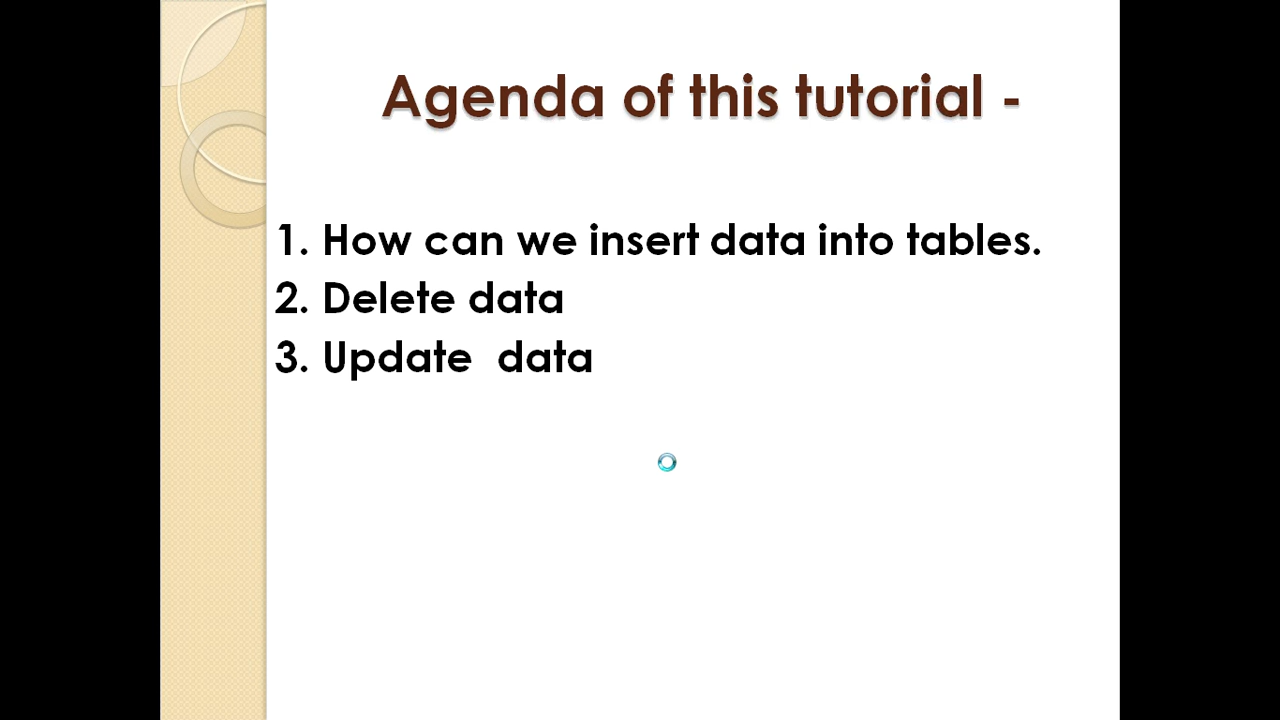 Agenda of this tutorial -
1. How can we insert data into tables.
2. Delete data
3. Update  data